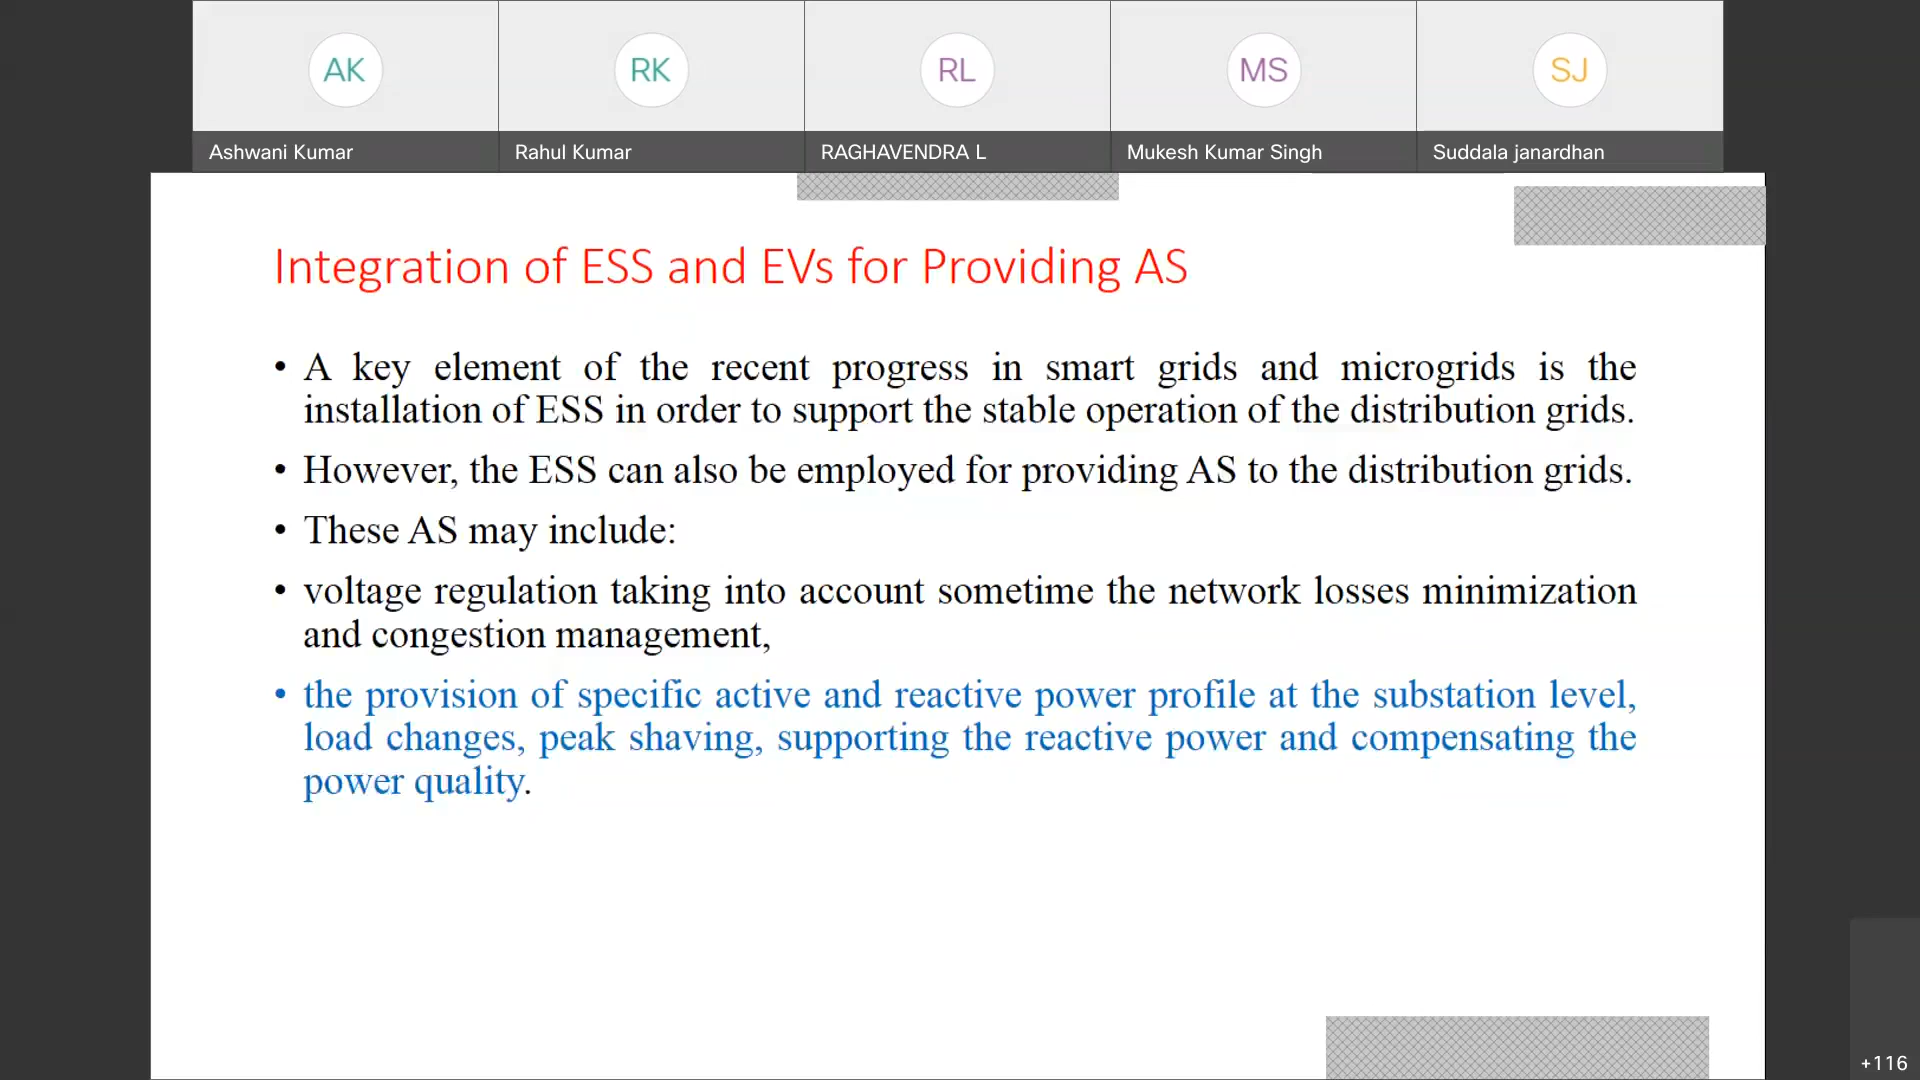 AK
RK
RL
MS
SJ
Ashwani Kumar
Rahul Kumar
RAGHAVENDRA L
Mukesh Kumar Singh
Suddala janardhan
Integration of ESS and EVs for Providing AS
• A key element of the recent progress in smart grids and microgrids is the
installation of ESS in order to support the stable operation of the distribution grids.
• However, the ESS can also be employed for providing AS to the distribution grids.
• These AS may include:
• voltage regulation taking into account sometime the network losses minimization
and congestion management,
• the provision of specific active and reactive power profile at the substation level,
load changes, peak shaving, supporting the reactive power and compensating the
power quality.
+116